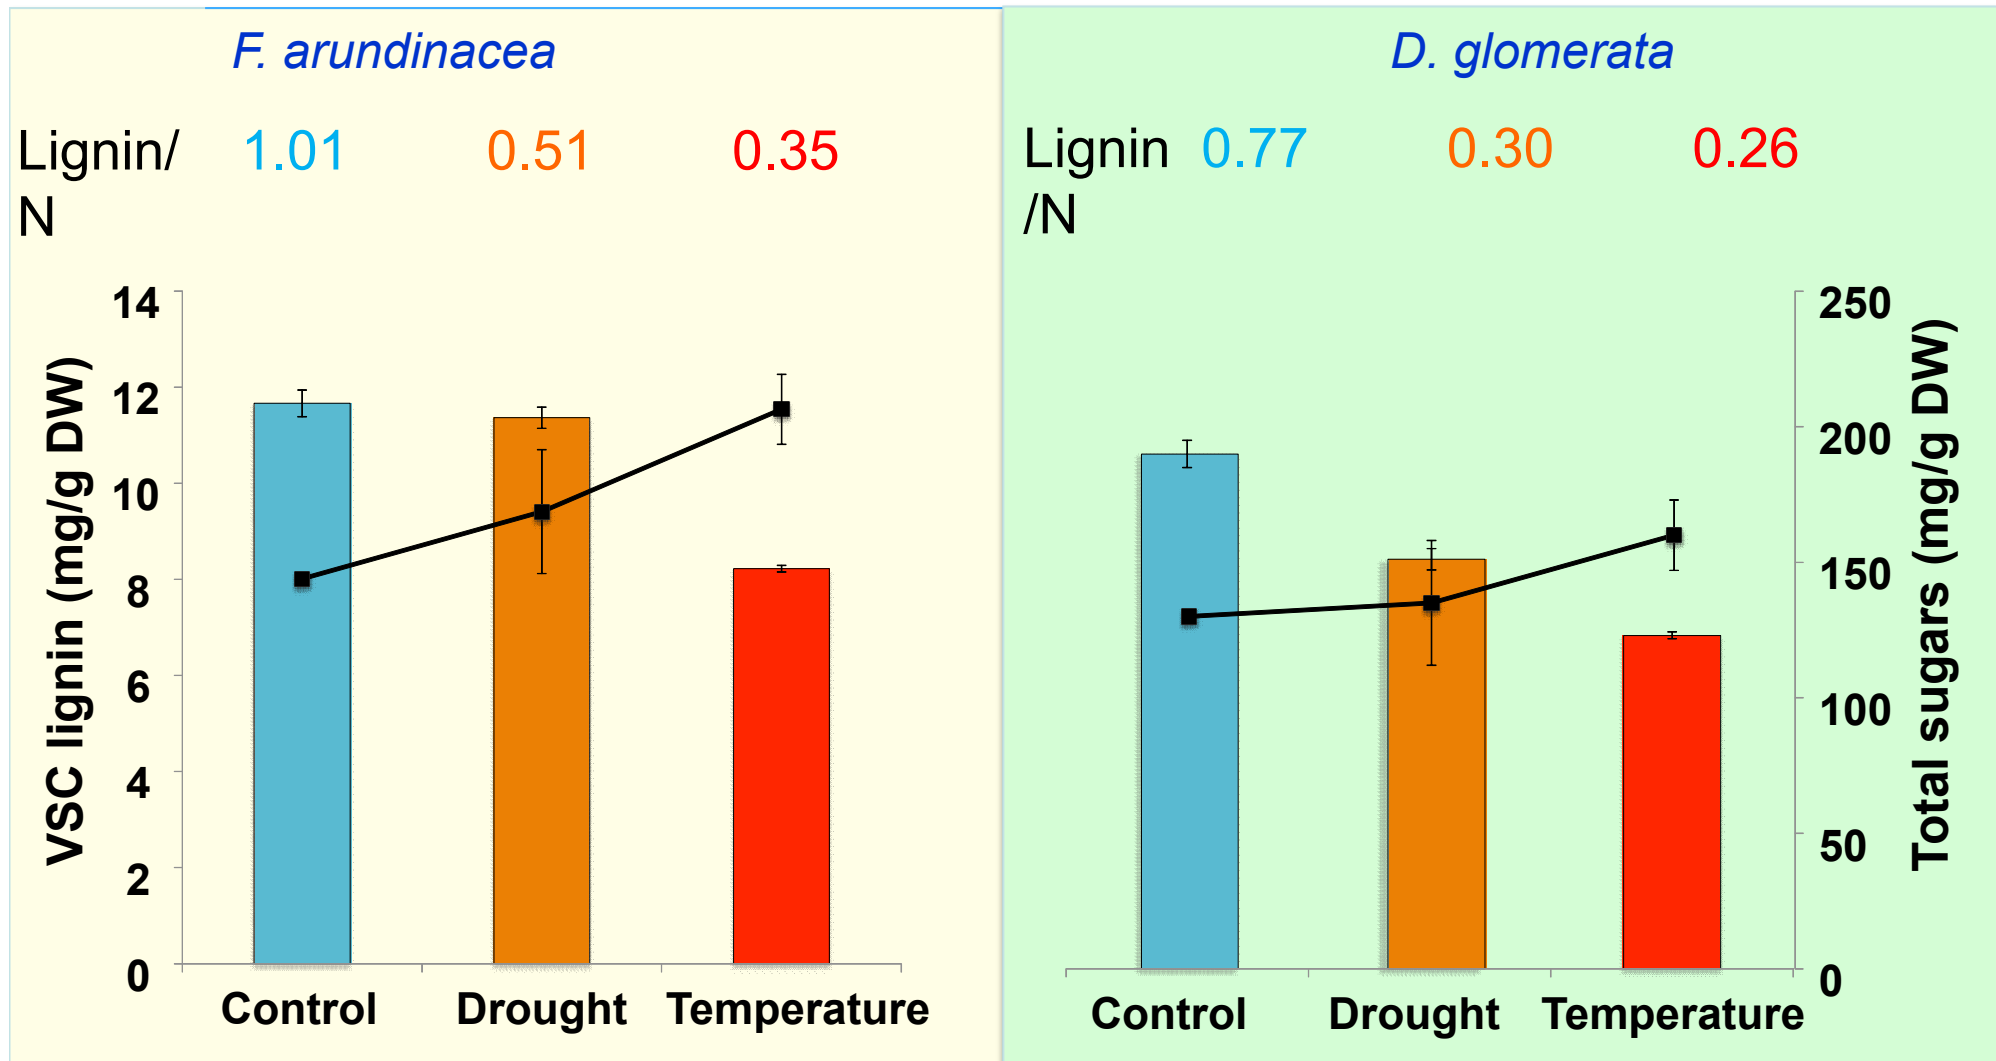 F. arundinacea
Lignin/ 1.01 0.51 0.35
N
14
12
10
8
6
4
2
0
VSC lignin (mg/g DW)
Control Drought Temperature
D. glomerata
Lignin 0.77 0.30 0.26
/N
250
200
150
100
50
0
Total sugars (mg/g DW)
Control Drought Temperature